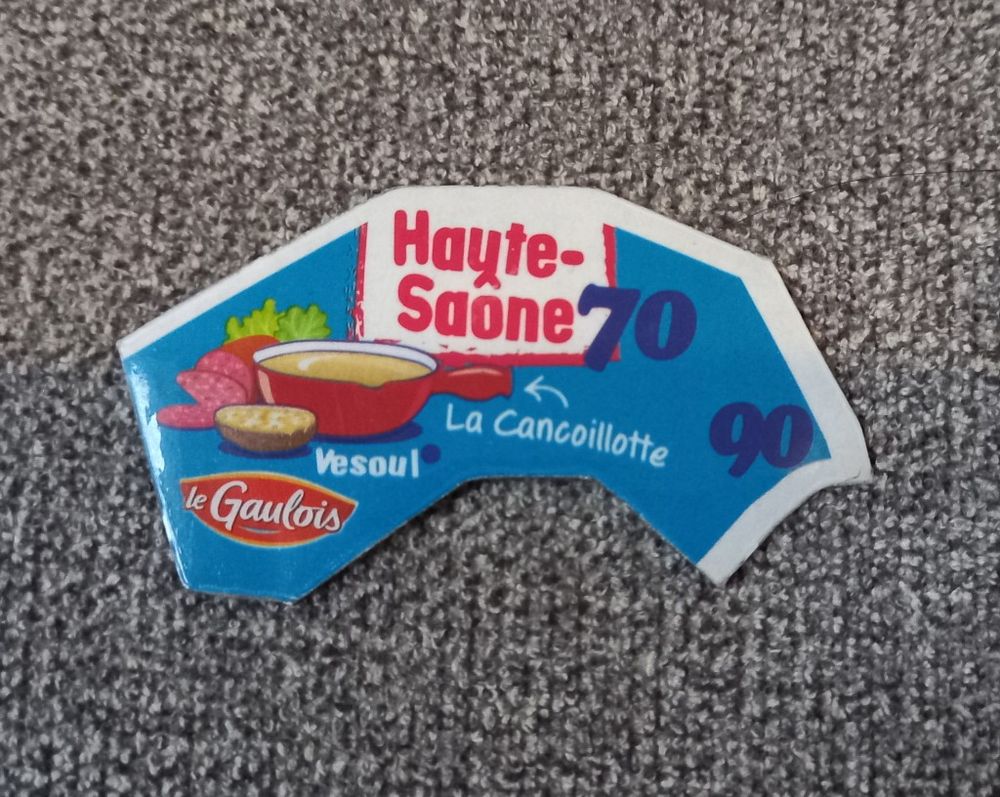 Haute-
Saône 70
La Cancoillotte
90
Vesoul
le Gaulois